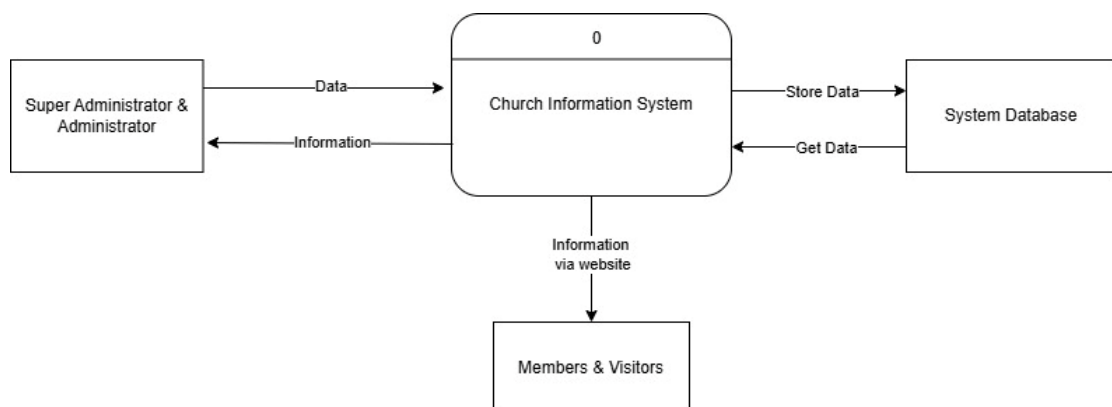 0
Super Administrator &
Administrator
Data
Information
Church Information System
Store Data
Get Data
System Database
Information
via website
Members & Visitors